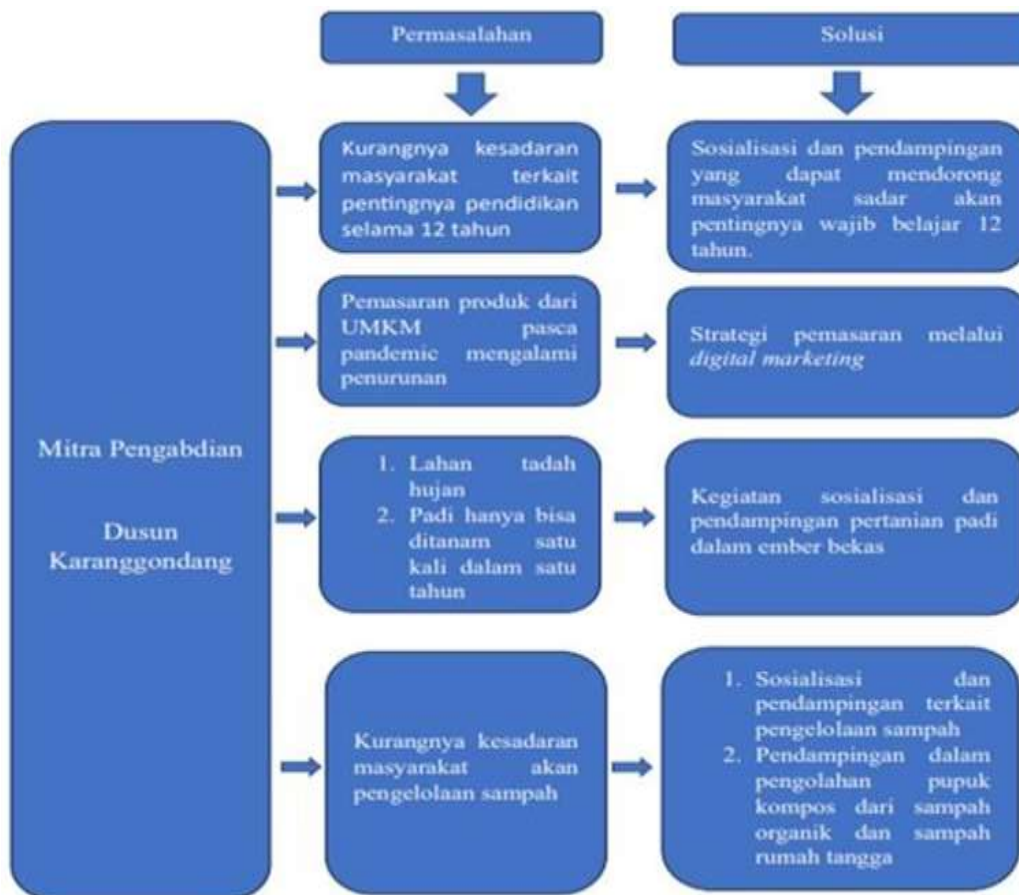 Permasalahan
Solusi
Mitra Pengabdian
Dusun
Karanggondang
Kurangnya kesadaran
masyarakat terkait
pentingnya pendidikan
selama 12 tahun
Sosialisasi dan pendampingan
yang dapat mendorong
masyarakat sadar akan
pentingnya wajib belajar 12
tahun.
Pemasaran produk dari
UMKM pasca
pandemic mengalami
penurunan
Strategi pemasaran melalui
digital marketing
1. Lahan tadah
hujan
2. Padi hanya bisa
ditanam satu
kali dalam satu
tahun
Kegiatan sosialisasi dan
pendampingan pertanian padi
dalam ember bekas
Kurangnya kesadaran
masyarakat akan
pengelolaan sampah
1. Sosialisasi dan
pendampingan terkait
pengelolaan sampah
2. Pendampingan dalam
pengolahan pupuk
kompos dari sampah
organik dan sampah
rumah tangga